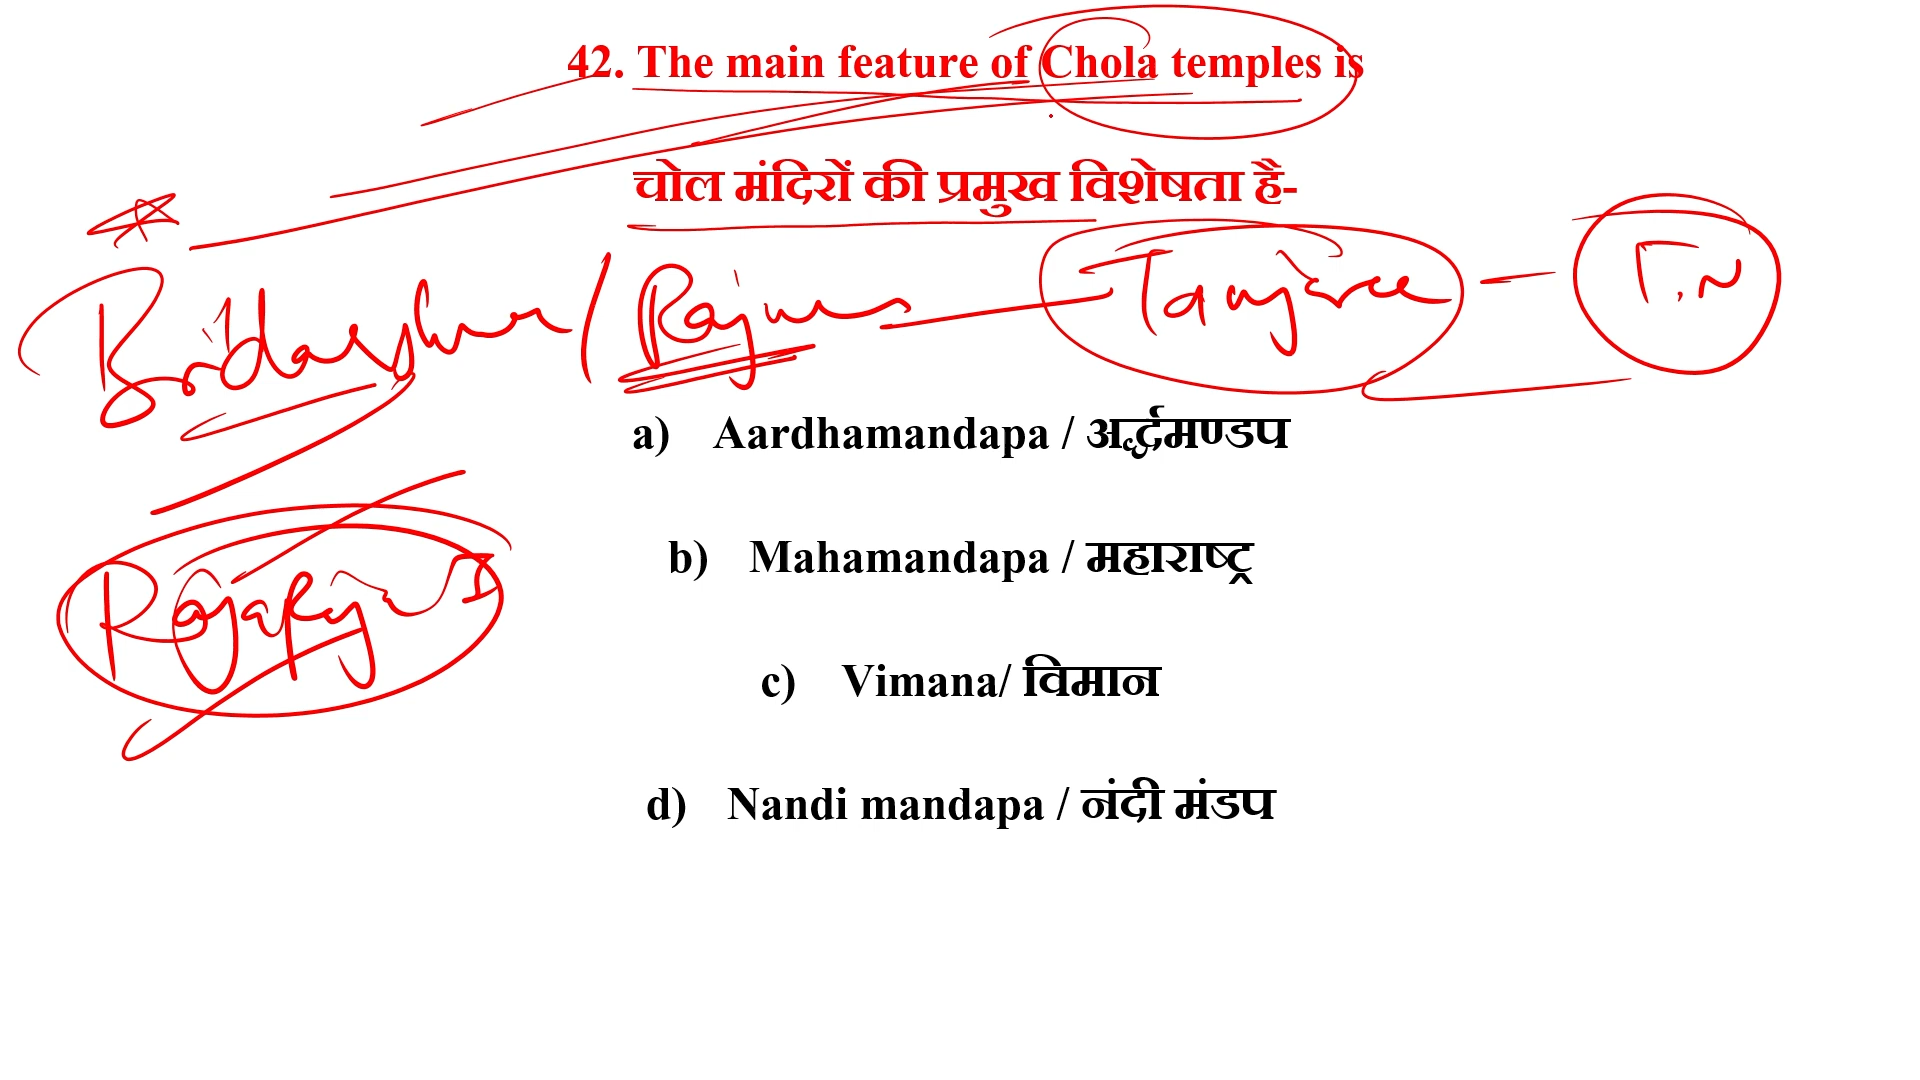 42. The main feature of Chola temples is
चोल मंदिरों की प्रमुख विशेषता है-
Tanjore - T.N
a) Aardhamandapa / अर्द्धमण्डप
b) Mahamandapa / महाराष्ट्र
c) Vimana/ विमान
d) Nandi mandapa / नंदी मंडप